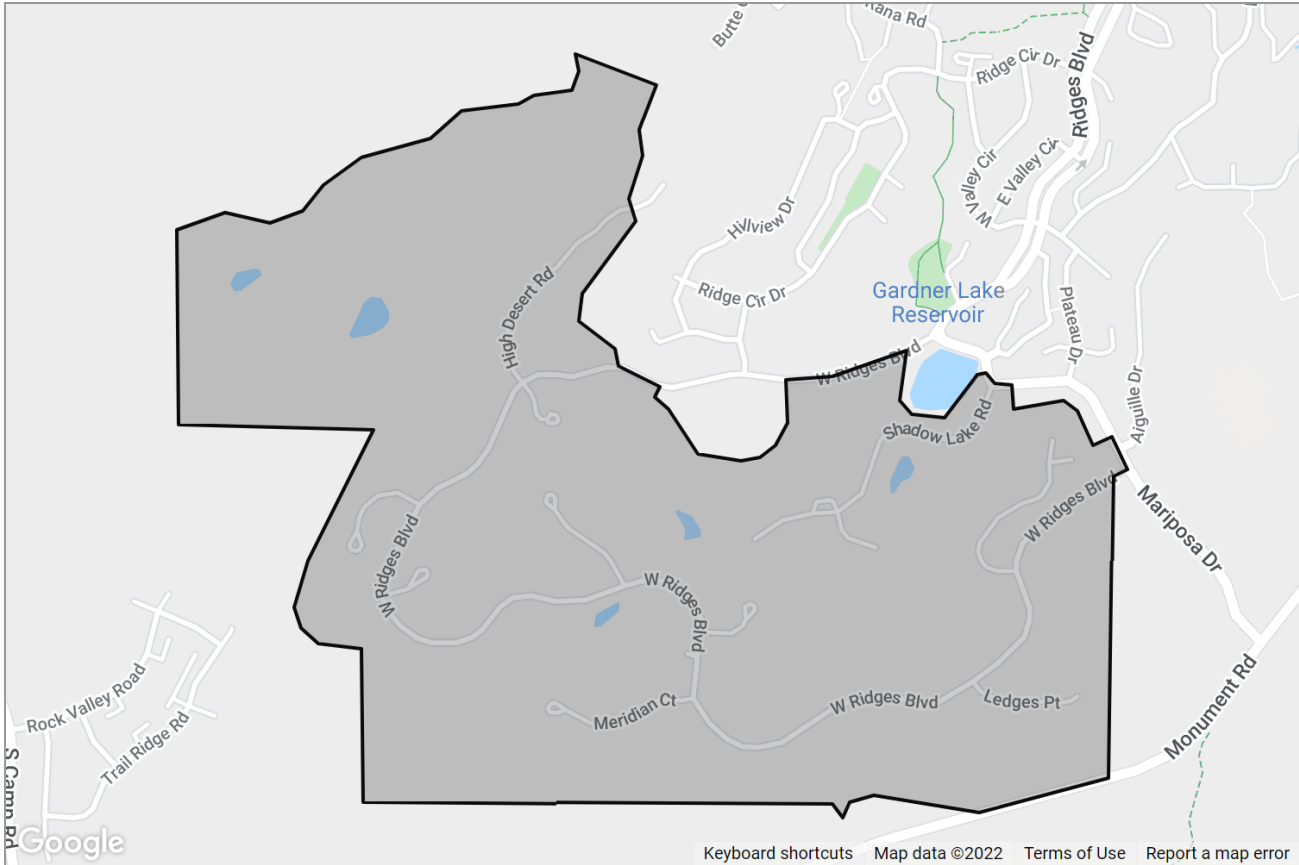 Butte
Kana Rd
Ridge Cir Dr
Ridges Blvd
W Valley Cir
E Valley Cir
Hillview Dr
Ridge Cir Dr
Gardner Lake
Reservoir
Plateau Dr
High Desert Rd
W Ridges Blvd
Aiguille Dr
Shadow Lake Rd
W Ridges Blvd
Mariposa Dr
W Ridges Blvd
W Ridges Blvd
Meridian Ct
W Ridges Blvd
Ledges Pt
Rock Valley Road
Trail Ridge Rd
Monument Rd
S Camp Rd
Google
Keyboard shortcuts
Map data ©2022
Terms of Use
Report a map error